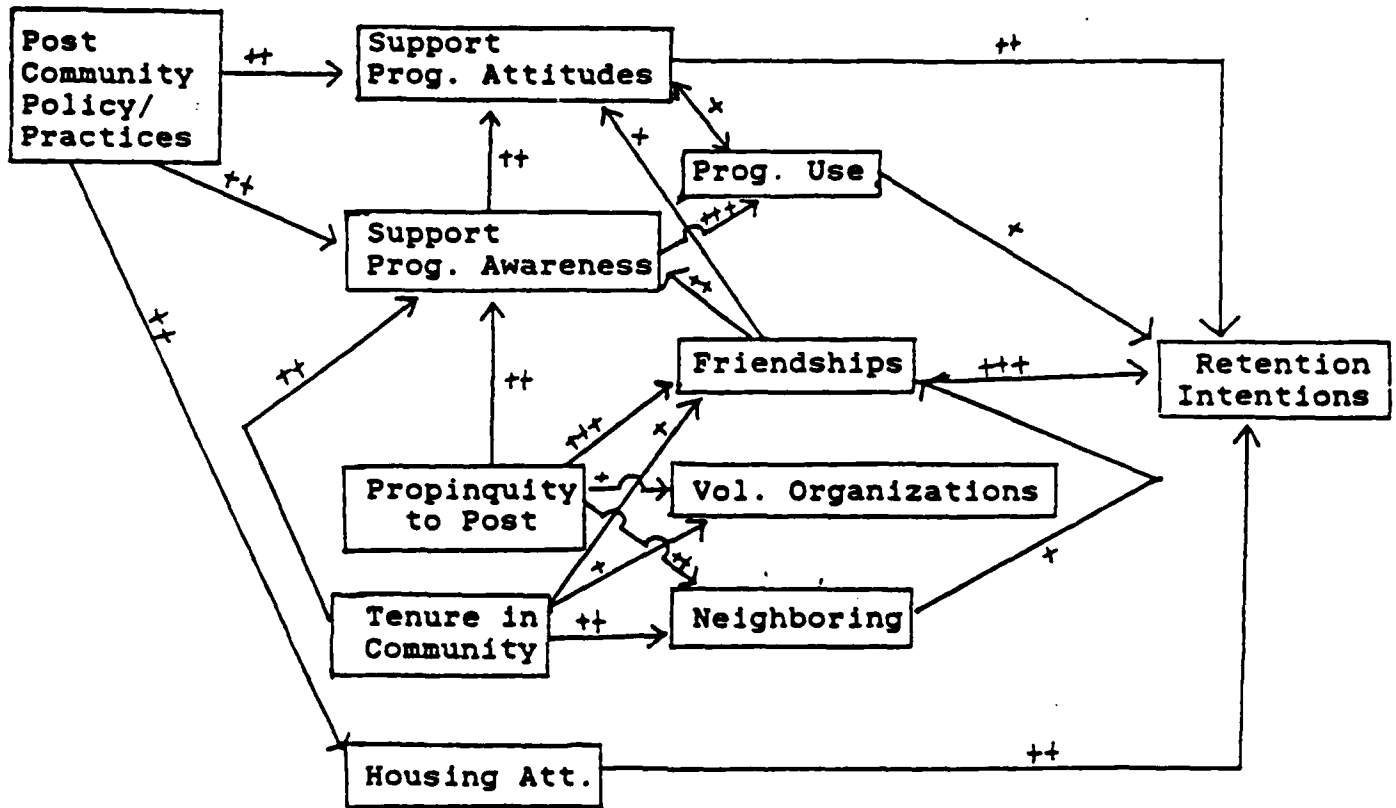 Post
Community
Policy/
Practices
++
Support
Prog. Attitudes
++
++
++
+
+
Prog. Use
+++
+
Support
Prog. Awareness
++
++
++
++
Friendships
+++
Retention
Intentions
+++
+
Propinquity
to Post
+
Vol. Organizations
++
+
+
Tenure in
Community
++
Neighboring
Housing Att.
++